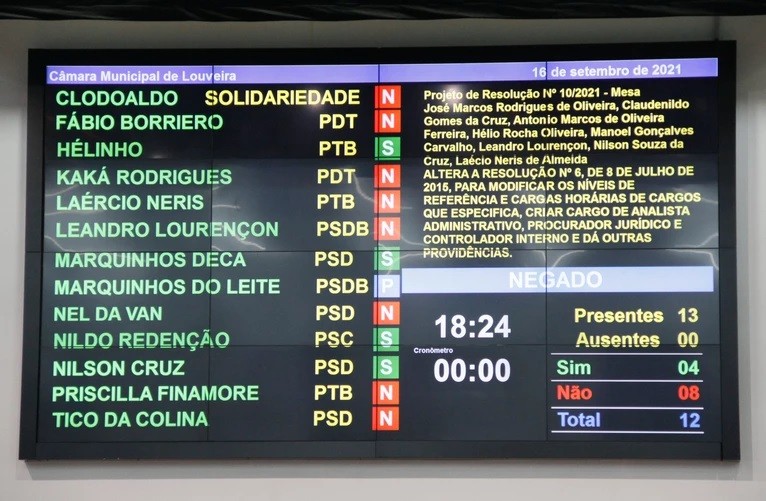 Câmara Municipal de Louveira 16 de setembro de 2021
CLODOALDO SOLIDARIEDADE N
FÁBIO BORRIERO PDT N
HÉLINHO PTB S
KAKÁ RODRIGUES PDT N
LAÉRCIO NERIS PTB N
LEANDRO LOURENÇON PSDB N
MARQUINHOS DECA PSD S
MARQUINHOS DO LEITE PSDB P
NEL DA VAN PSD N
NILDO REDENÇÃO PSC S
NILSON CRUZ PSD S
PRISCILLA FINAMORE PTB N
TICO DA COLINA PSD N
Projeto de Resolução Nº 10/2021 - Mesa
José Marcos Rodrigues de Oliveira, Claudenildo
Gomes da Cruz, Antonio Marcos de Oliveira
Ferreira, Hélio Rocha Oliveira, Manoel Gonçalves
Carvalho, Leandro Lourençon, Nilson Souza da
Cruz, Laécio Neris de Almeida
ALTERA A RESOLUÇÃO Nº 6, DE 8 DE JULHO DE
2015, PARA MODIFICAR OS NÍVEIS DE
REFERÊNCIA E CARGAS HORÁRIAS DE CARGOS
QUE ESPECIFICA, CRIAR CARGO DE ANALISTA
ADMINISTRATIVO, PROCURADOR JURÍDICO E
CONTROLADOR INTERNO E DÁ OUTRAS
PROVIDÊNCIAS.
NEGADO
18:24
Cronômetro
00:00
Presentes 13
Ausentes 00
Sim 04
Não 08
Total 12